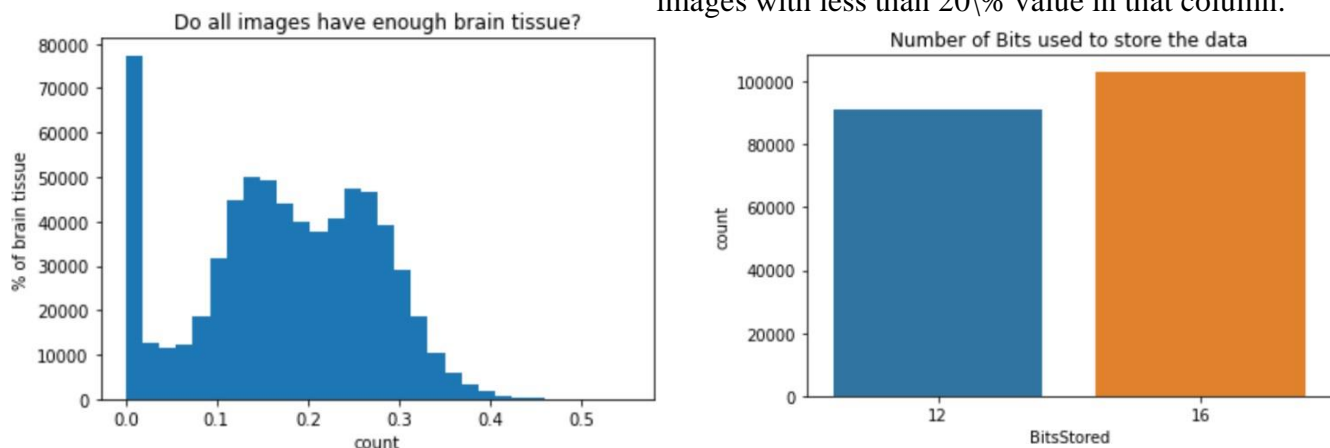 images with less than 20\% value in that column.
Do all images have enough brain tissue?
80000
70000
60000
50000
40000
30000
20000
10000
0
% of brain tissue
0.0 0.1 0.2 0.3 0.4 0.5
count
Number of Bits used to store the data
100000
80000
60000
40000
20000
0
count
12 16
BitsStored